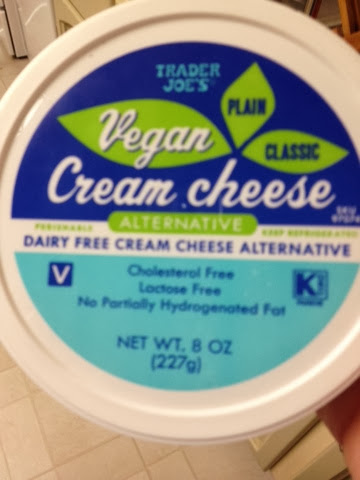 TRADER
JOE'S
PLAIN
Vegan
CLASSIC
Cream cheese
SKU
ALTERNATIVE
PERISHABLE
KEEP REFRIGERATED
DAIRY FREE CREAM CHEESE ALTERNATIVE
V
Cholesterol Free
Lactose Free
No Partially Hydrogenated Fat
K
NET WT. 8 OZ
(227g)